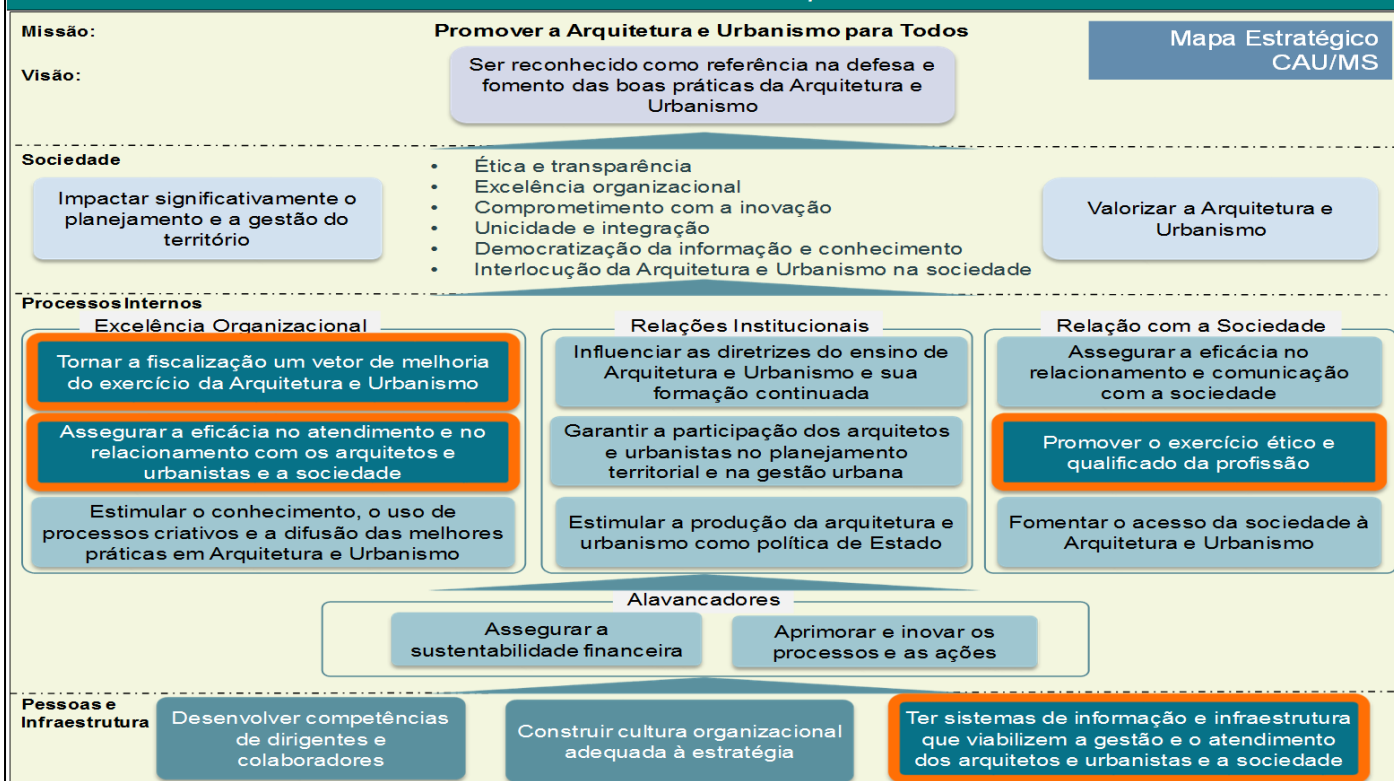 Missão:
Promover a Arquitetura e Urbanismo para Todos
Mapa Estratégico
CAU/MS
Visão:
Ser reconhecido como referência na defesa e
fomento das boas práticas da Arquitetura e
Urbanismo
Sociedade
Impactar significativamente o
planejamento e a gestão do
território
• Ética e transparência
• Excelência organizacional
• Comprometimento com a inovação
• Unicidade e integração
• Democratização da informação e conhecimento
• Interlocução da Arquitetura e Urbanismo na sociedade
Valorizar a Arquitetura e
Urbanismo
Processos Internos
Excelência Organizacional
Tornar a fiscalização um vetor de melhoria
do exercício da Arquitetura e Urbanismo
Assegurar a eficácia no atendimento e no
relacionamento com os arquitetos e
urbanistas e a sociedade
Estimular o conhecimento, o uso de
processos criativos e a difusão das melhores
práticas em Arquitetura e Urbanismo
Relações Institucionais
Influenciar as diretrizes do ensino de
Arquitetura e Urbanismo e sua
formação continuada
Garantir a participação dos arquitetos
e urbanistas no planejamento
territorial e na gestão urbana
Estimular a produção da arquitetura e
urbanismo como política de Estado
Relação com a Sociedade
Assegurar a eficácia no
relacionamento e comunicação
com a sociedade
Promover o exercício ético e
qualificado da profissão
Fomentar o acesso da sociedade à
Arquitetura e Urbanismo
Alavancadores
Assegurar a
sustentabilidade financeira
Aprimorar e inovar os
processos e as ações
Pessoas e
Infraestrutura
Desenvolver competências
de dirigentes e
colaboradores
Construir cultura organizacional
adequada à estratégia
Ter sistemas de informação e infraestrutura
que viabilizem a gestão e o atendimento
dos arquitetos e urbanistas e a sociedade